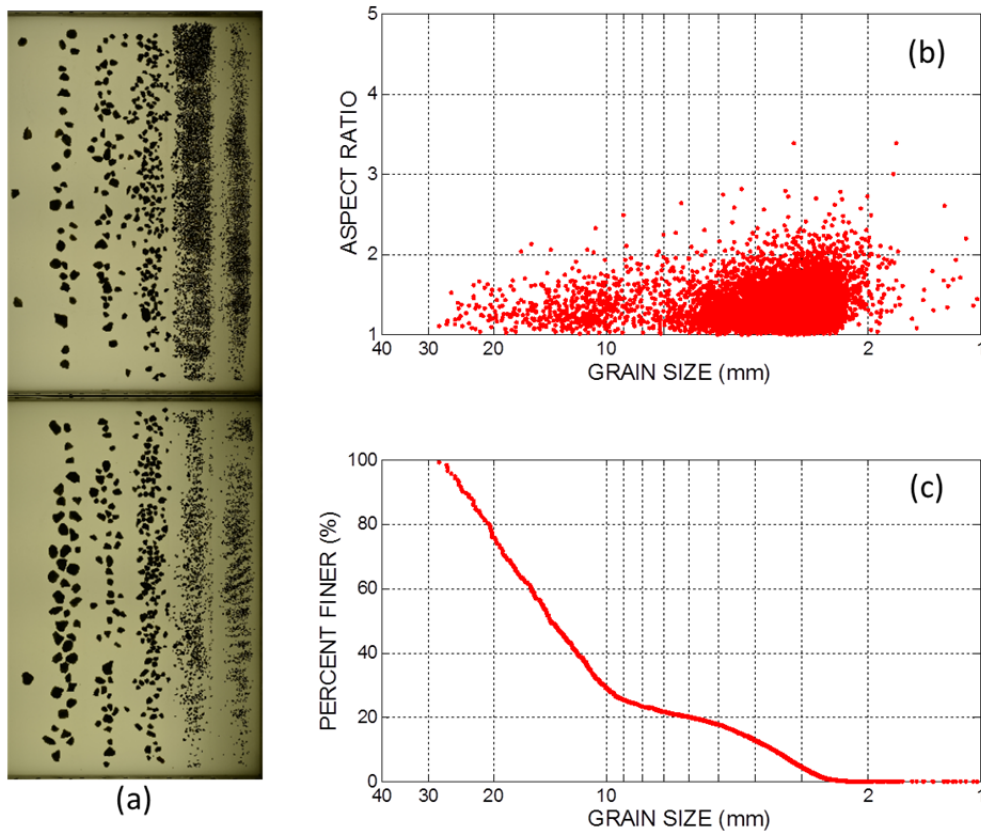 (a)
(b)
ASPECT RATIO
5
4
3
2
1
40 30 20 10 2 1
GRAIN SIZE (mm)
(c)
PERCENT FINER (%)
100
80
60
40
20
0
40 30 20 10 2 1
GRAIN SIZE (mm)